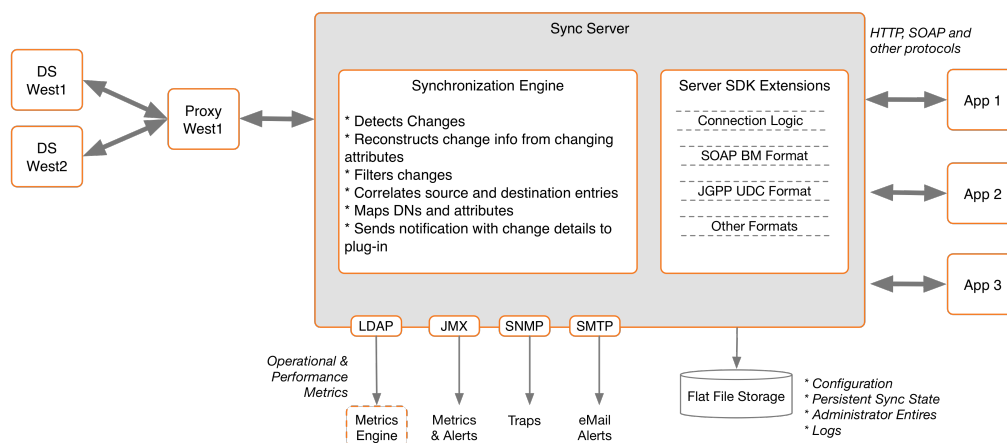 Sync Server
HTTP, SOAP and
other protocols
DS
West1
DS
West2
Proxy
West1
Synchronization Engine
* Detects Changes
* Reconstructs change info from changing
attributes
* Filters changes
* Correlates source and destination entries
* Maps DNs and attributes
* Sends notification with change details to
plug-in
Server SDK Extensions
Connection Logic
SOAP BM Format
JGPP UDC Format
Other Formats
App 1
App 2
App 3
LDAP
JMX
SNMP
SMTP
Operational &
Performance
Metrics
Metrics
Engine
Metrics
& Alerts
Traps
eMail
Alerts
Flat File Storage
* Configuration
* Persistent Sync State
* Administrator Entires
* Logs